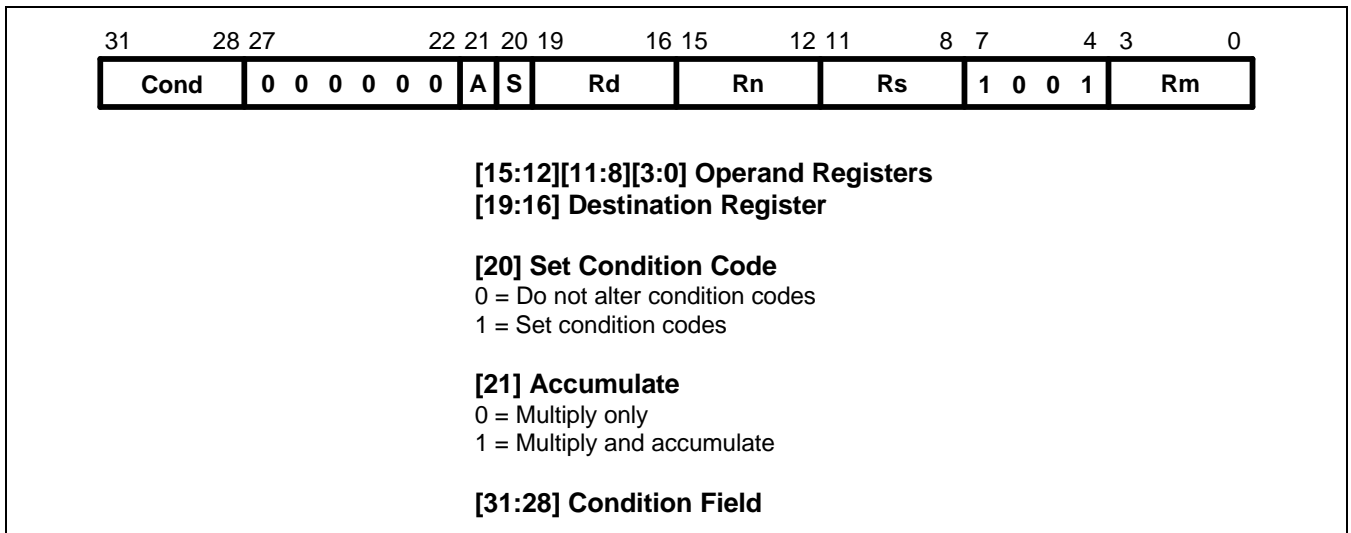 31 28 27 22 21 20 19 16 15 12 11 8 7 4 3 0
Cond 0 0 0 0 0 0 A S Rd Rn Rs 1 0 0 1 Rm
[15:12][11:8][3:0] Operand Registers
[19:16] Destination Register
[20] Set Condition Code
0 = Do not alter condition codes
1 = Set condition codes
[21] Accumulate
0 = Multiply only
1 = Multiply and accumulate
[31:28] Condition Field